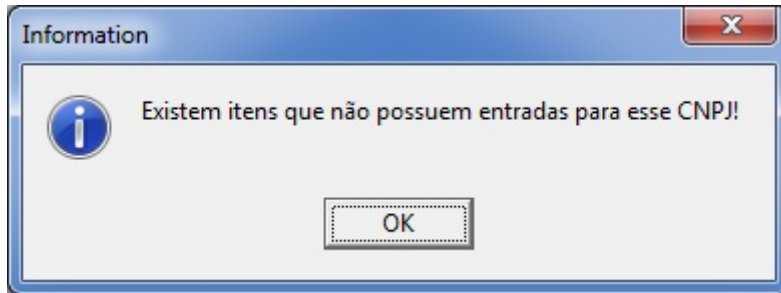 Information
Existem itens que não possuem entradas para esse CNPJ!
OK